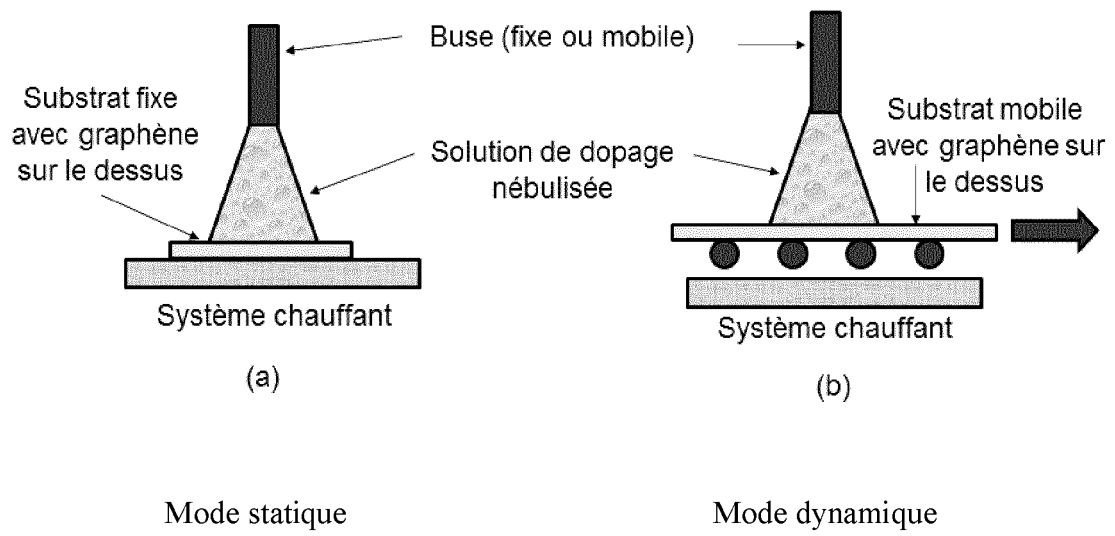 Buse (fixe ou mobile)
Substrat fixe
avec graphène
sur le dessus
Solution de dopage
nébulisée
Substrat mobile
avec graphène sur
le dessus
Système chauffant
Système chauffant
(a)
(b)
Mode statique
Mode dynamique